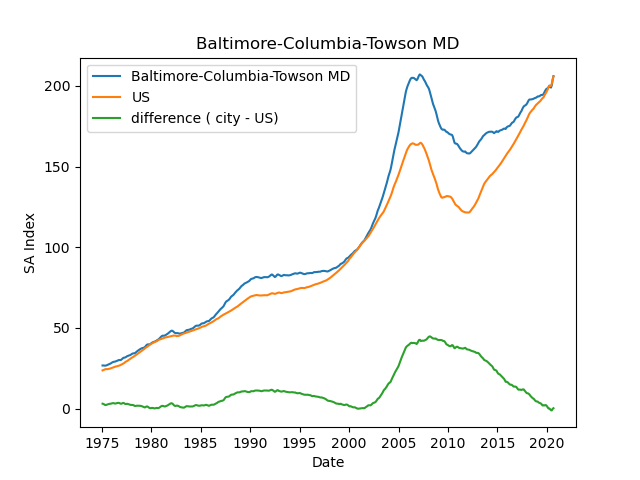 Baltimore-Columbia-Towson MD
Baltimore-Columbia-Towson MD
US
difference ( city - US)
SA Index
200
150
100
50
0
1975 1980 1985 1990 1995 2000 2005 2010 2015 2020
Date